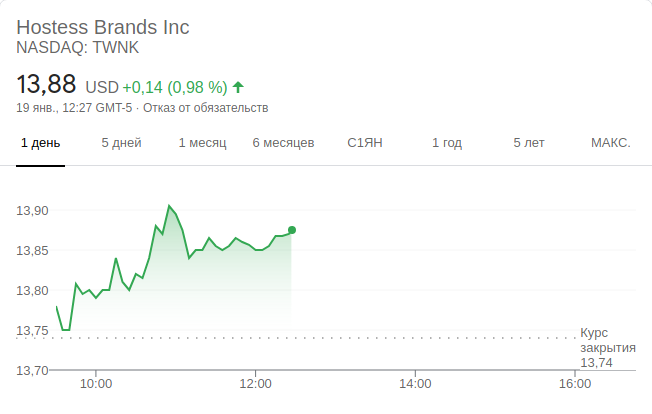 Hostess Brands Inc
NASDAQ: TWNK
13,88 USD +0,14 (0,98 %)
19 янв., 12:27 GMT-5 · Отказ от обязательств
1 день 5 дней 1 месяц 6 месяцев С1ЯН 1 год 5 лет МАКС.
13,90
13,85
13,80
13,75
13,70
Курс
закрытия
13,74
10:00 12:00 14:00 16:00